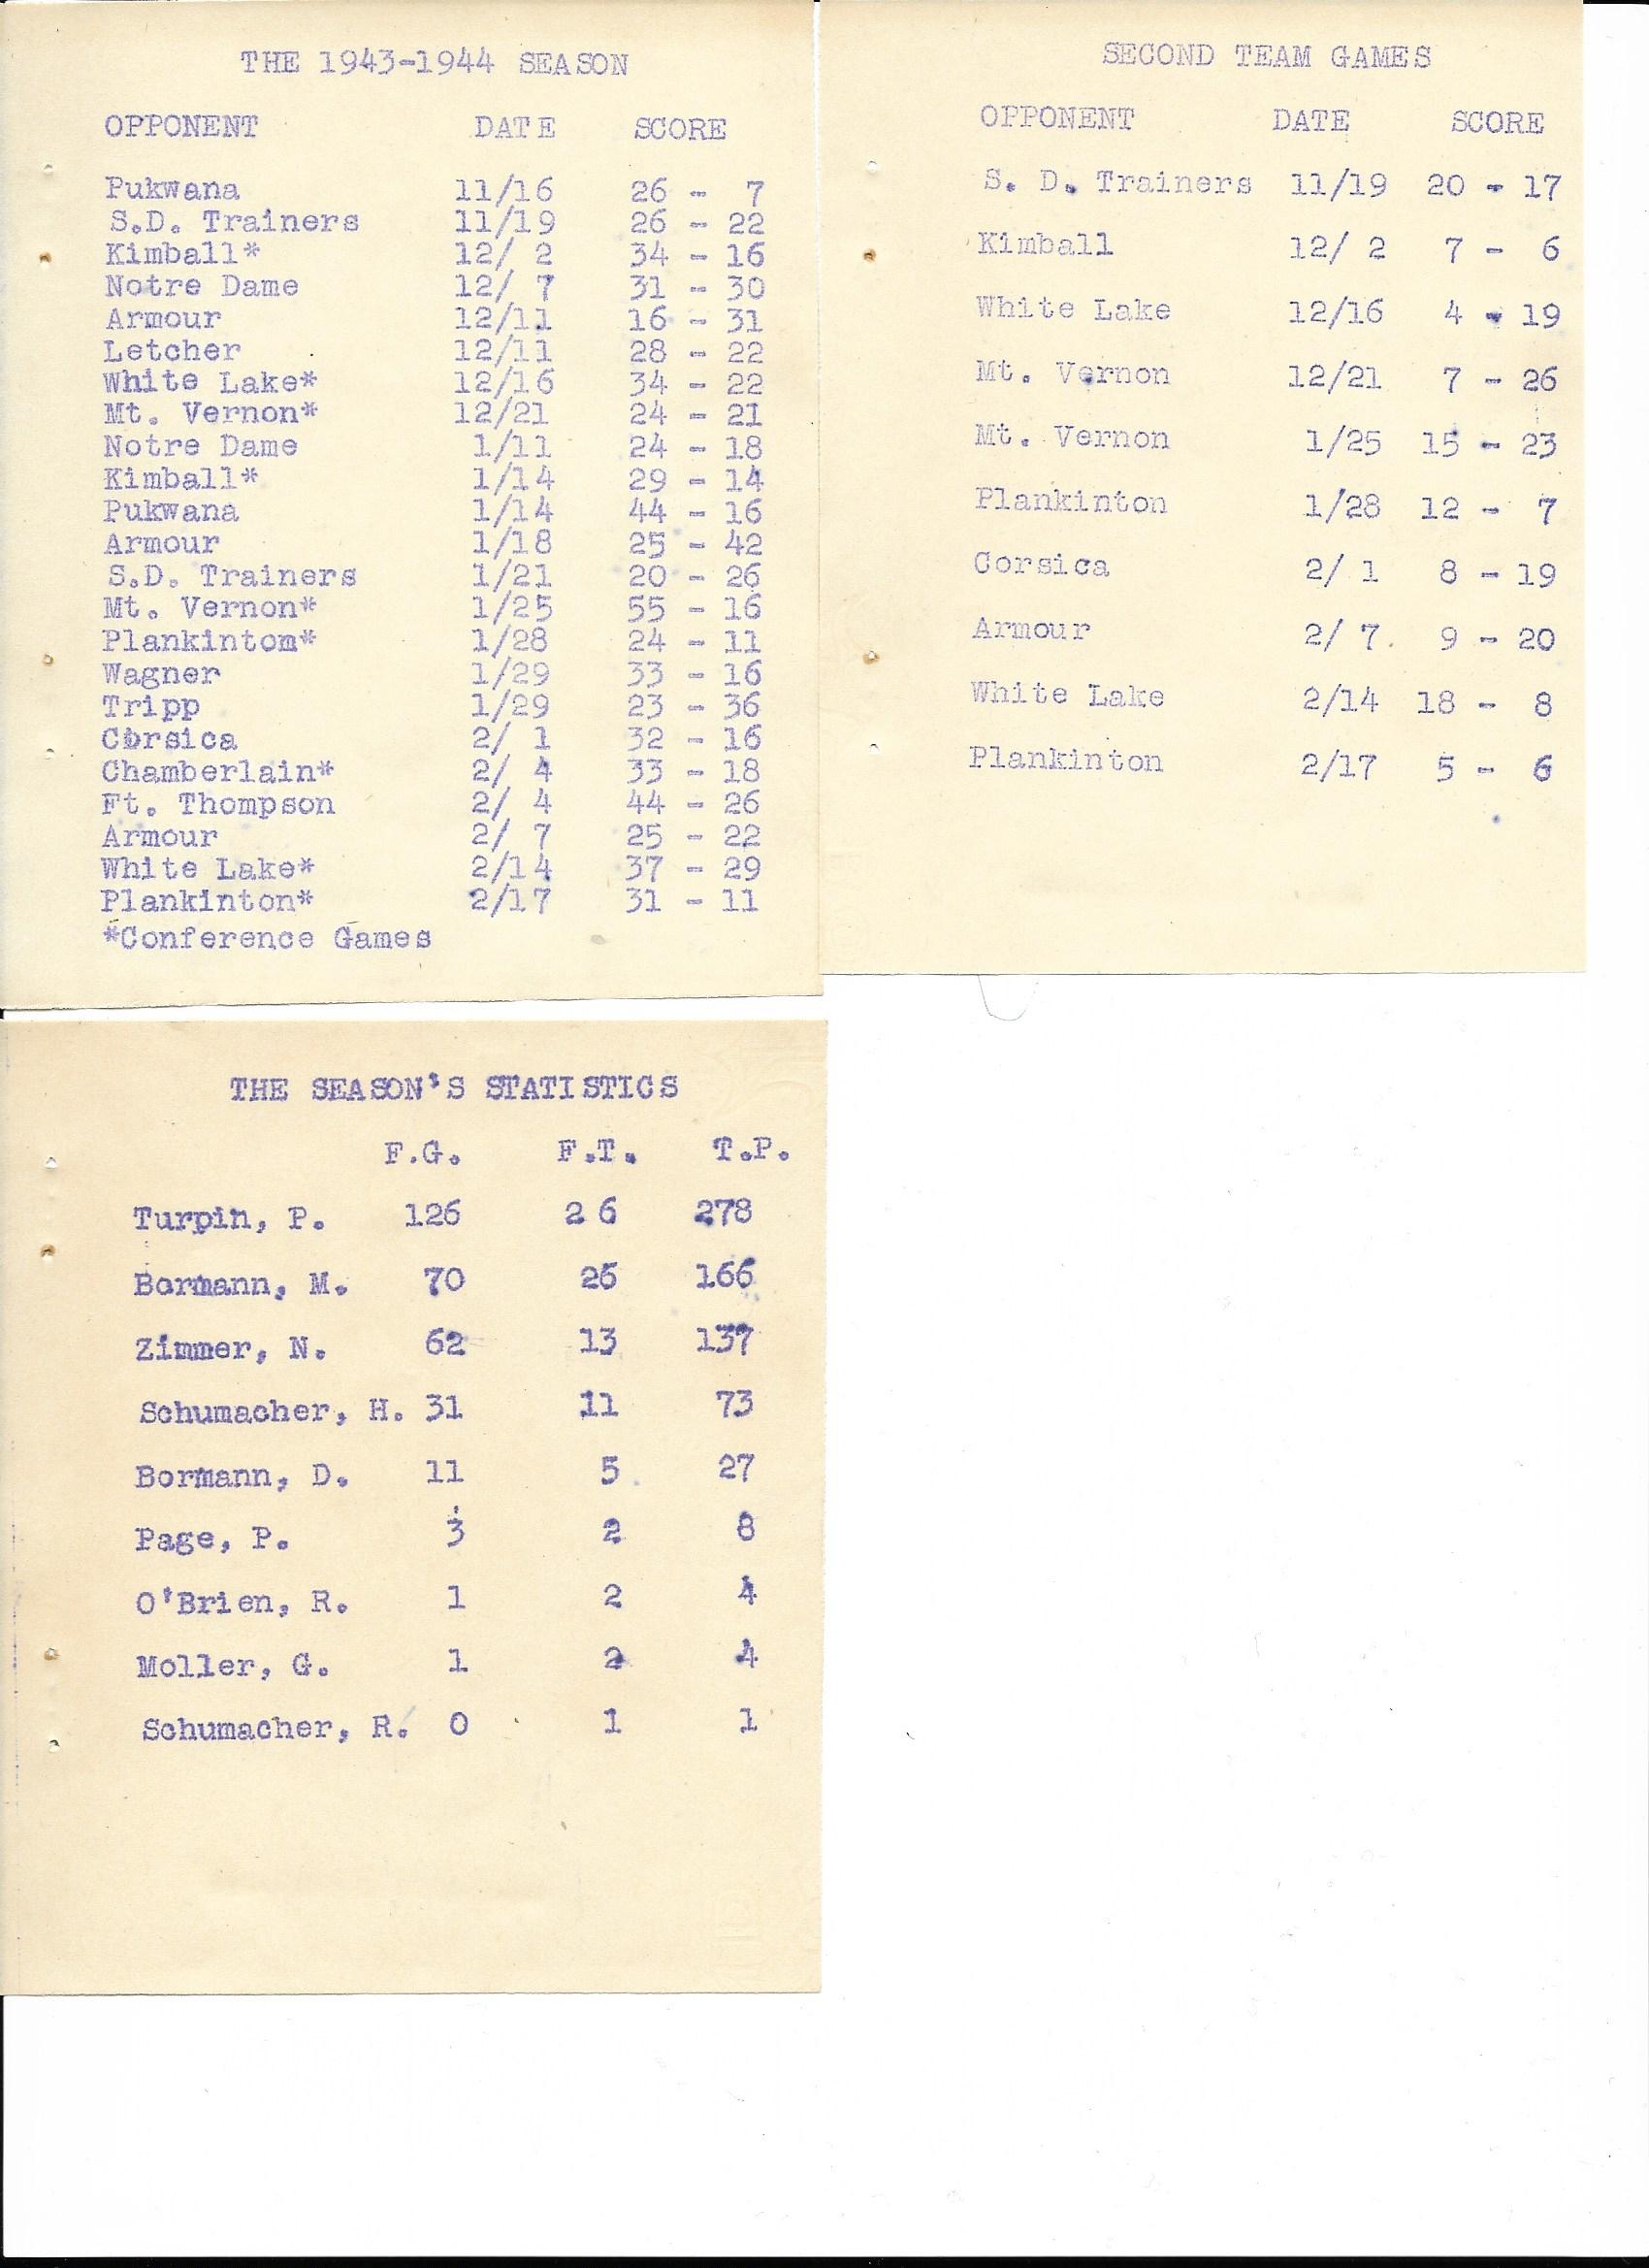 THE 1943-1944 SEASON
OPPONENT DATE SCORE
Pukwana 11/16 26 - 7
S.D. Trainers 11/19 26 - 22
Kimball* 12/ 2 34 - 16
Notre Dame 12/ 7 31 - 30
Armour 12/11 16 - 31
Letcher 12/11 28 - 22
White Lake* 12/16 34 - 22
Mt. Vernon* 12/21 24 - 21
Notre Dame 1/11 24 - 18
Kimball* 1/14 29 - 14
Pukwana 1/14 44 - 16
Armour 1/18 25 - 42
S.D. Trainers 1/21 20 - 26
Mt. Vernon* 1/25 55 - 16
Plankinton* 1/28 24 - 11
Wagner 1/29 33 - 16
Tripp 1/29 23 - 36
Corsica 2/ 1 32 - 16
Chamberlain* 2/ 4 33 - 18
Ft. Thompson 2/ 4 44 - 26
Armour 2/ 7 25 - 22
White Lake* 2/14 37 - 29
Plankinton* 2/17 31 - 11
*Conference Games
SECOND TEAM GAMES
OPPONENT DATE SCORE
S. D. Trainers 11/19 20 - 17
Kimball 12/ 2 7 - 6
White Lake 12/16 4 - 19
Mt. Vernon 12/21 7 - 26
Mt. Vernon 1/25 15 - 23
Plankinton 1/28 12 - 7
Corsica 2/ 1 8 - 19
Armour 2/ 7 9 - 20
White Lake 2/14 18 - 8
Plankinton 2/17 5 - 6
THE SEASON'S STATISTICS
F.G. F.T. T.P.
Turpin, P. 126 26 278
Bormann, M. 70 26 166
Zimmer, N. 62 13 137
Schumacher, H. 31 11 73
Bormann, D. 11 5 27
Page, P. 3 2 8
O'Brien, R. 1 2 4
Moller, G. 1 2 4
Schumacher, R. 0 1 1